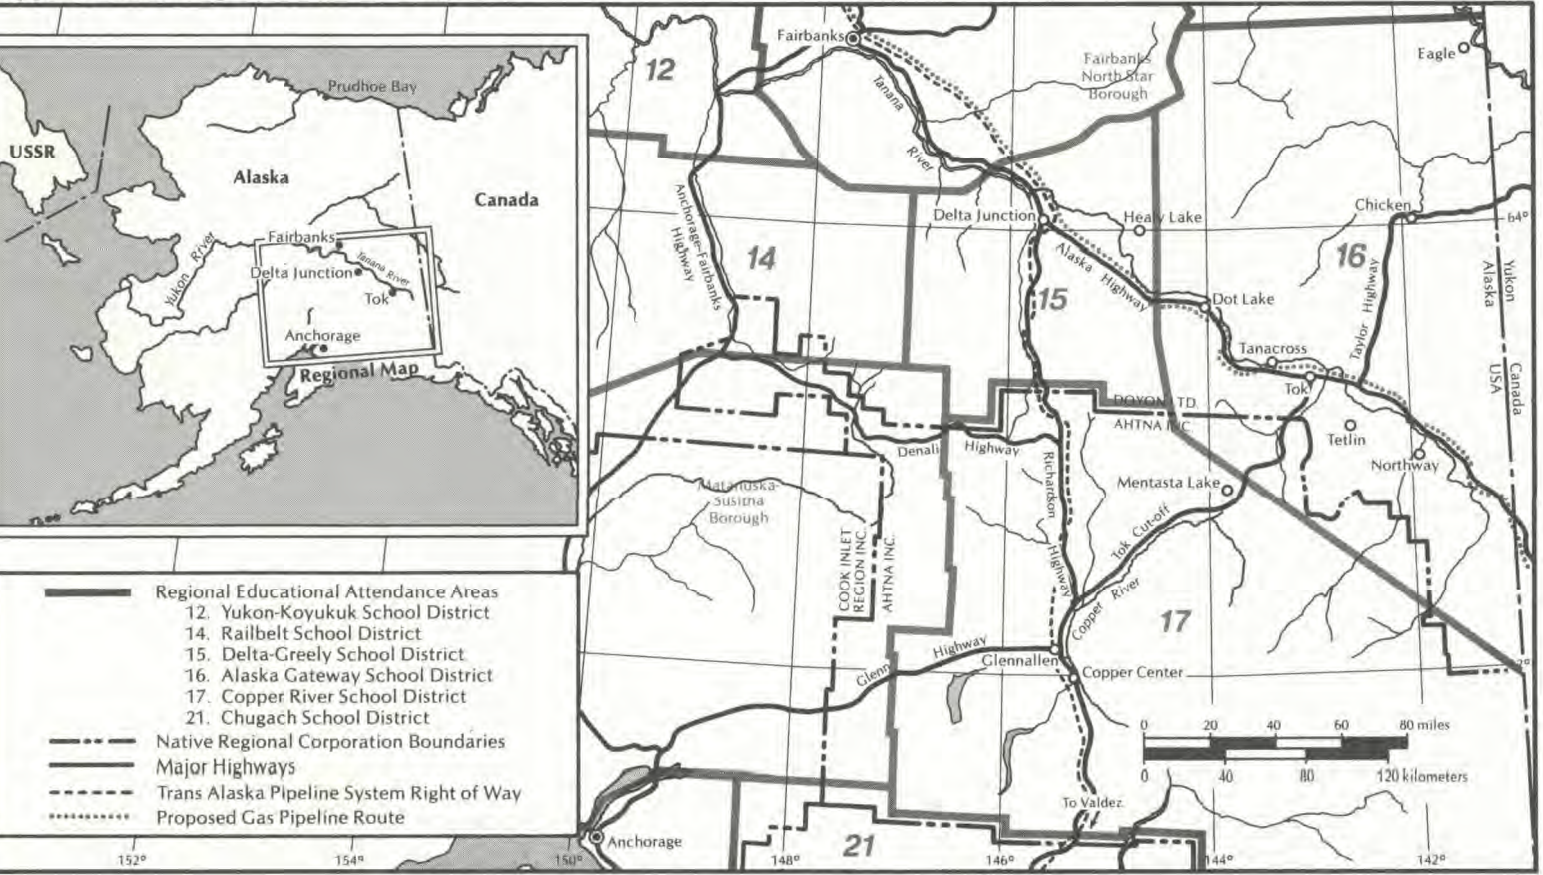 Prudhoe Bay
USSR
Alaska
Canada
Yukon River
Fairbanks
Tanana River
Delta Junction
Tok
Anchorage
Regional Map
Regional Educational Attendance Areas
12. Yukon-Koyukuk School District
14. Railbelt School District
15. Delta-Greely School District
16. Alaska Gateway School District
17. Copper River School District
21. Chugach School District
Native Regional Corporation Boundaries
Major Highways
Trans Alaska Pipeline System Right of Way
Proposed Gas Pipeline Route
12
Fairbanks
Fairbanks
North Star
Borough
Eagle
Tanana
River
Anchorage-Fairbanks
Highway
14
Delta Junction
Healy Lake
Chicken
64°
16
Alaska Highway
15
Dot Lake
Taylor Highway
Yukon
Alaska
Tanacross
Tok
Canada
USA
DOYON LTD.
AHTNA INC.
Tetlin
Northway
Denali Highway
Mentasta Lake
Matanuska-
Susitna
Borough
Richardson
Highway
Tok Cut-off
COOK INLET
REGION INC.
AHTNA INC.
Copper River
17
Glenn Highway
Glennallen
Copper Center
0 20 40 60 80 miles
0 40 80 120 kilometers
To Valdez
Anchorage
21
152° 154° 150° 148° 146° 144° 142°